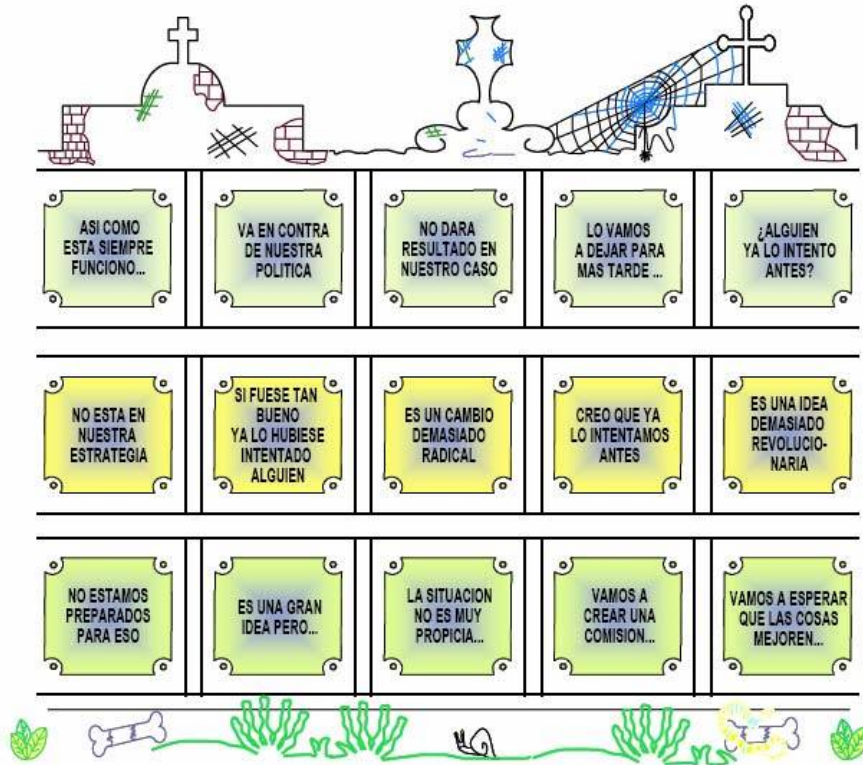 ASI COMO
ESTA SIEMPRE
FUNCIONO...
VA EN CONTRA
DE NUESTRA
POLITICA
NO DARA
RESULTADO EN
NUESTRO CASO
LO VAMOS
A DEJAR PARA
MAS TARDE ...
¿ALGUIEN
YA LO INTENTO
ANTES?
NO ESTA EN
NUESTRA
ESTRATEGIA
SI FUESE TAN
BUENO
YA LO HUBIESE
INTENTADO
ALGUIEN
ES UN CAMBIO
DEMASIADO
RADICAL
CREO QUE YA
LO INTENTAMOS
ANTES
ES UNA IDEA
DEMASIADO
REVOLUCIO-
NARIA
NO ESTAMOS
PREPARADOS
PARA ESO
ES UNA GRAN
IDEA PERO...
LA SITUACION
NO ES MUY
PROPICIA...
VAMOS A
CREAR UNA
COMISION...
VAMOS A ESPERAR
QUE LAS COSAS
MEJOREN...